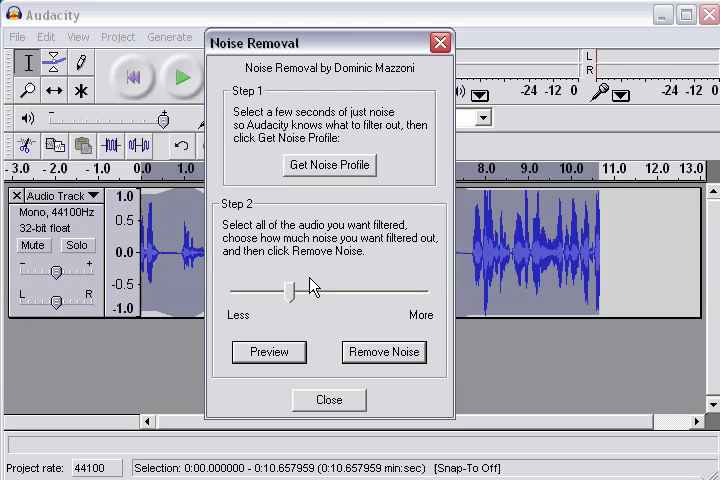 Audacity
File Edit View Project Generate
Noise Removal
Noise Removal by Dominic Mazzoni
Step 1
Select a few seconds of just noise
so Audacity knows what to filter out, then
click Get Noise Profile:
Get Noise Profile
Step 2
Select all of the audio you want filtered,
choose how much noise you want filtered out,
and then click Remove Noise.
Less More
Preview Remove Noise
Close
L
R
-24 -12 0 -24 -12 0
- +
- 3.0 - 2.0 - 1.0 0.0 1.0 8.0 9.0 10.0 11.0 12.0 13.0
Audio Track
Mono, 44100Hz
32-bit float
Mute Solo
- +
L R
1.0
0.5
0.0
-0.5
-1.0
Project rate: 44100 Selection: 0:00.000000 - 0:10.657959 (0:10.657959 min:sec) [Snap-To Off]